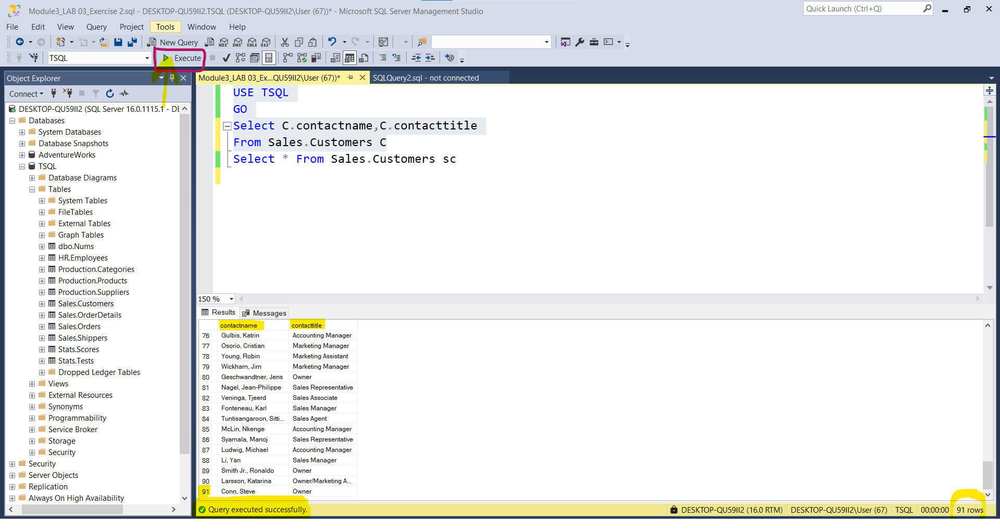 Module3_LAB 03_Exercise 2.sql - DESKTOP-QU59II2.TSQL (DESKTOP-QU59II2\User (67))* - Microsoft SQL Server Management Studio
Quick Launch (Ctrl+Q)
File Edit View Query Project Tools Window Help
New Query MDX DMX XMLA DAX
TSQL Execute
Object Explorer
Connect
DESKTOP-QU59II2 (SQL Server 16.0.1115.1 - DE
Databases
System Databases
Database Snapshots
AdventureWorks
TSQL
Database Diagrams
Tables
System Tables
FileTables
External Tables
Graph Tables
dbo.Nums
HR.Employees
Production.Categories
Production.Products
Production.Suppliers
Sales.Customers
Sales.OrderDetails
Sales.Orders
Sales.Shippers
Stats.Scores
Stats.Tests
Dropped Ledger Tables
Views
External Resources
Synonyms
Programmability
Service Broker
Storage
Security
Security
Server Objects
Replication
Always On High Availability
Module3_LAB 03_Ex...QU59II2\User (67))* SQLQuery2.sql - not connected
USE TSQL
GO
Select C.contactname,C.contacttitle
From Sales.Customers C
Select * From Sales.Customers sc
150 %
Results Messages
contactname contacttitle
76 Gulbis, Katrin Accounting Manager
77 Osorio, Cristian Marketing Manager
78 Young, Robin Marketing Assistant
79 Wickham, Jim Marketing Manager
80 Geschwandtner, Jens Owner
81 Nagel, Jean-Philippe Sales Representative
82 Veninga, Tjeerd Sales Associate
83 Fonteneau, Karl Sales Manager
84 Tuntisangaroon, Sitti... Sales Agent
85 McLin, Nkenge Accounting Manager
86 Syamala, Manoj Sales Representative
87 Ludwig, Michael Accounting Manager
88 Li, Yan Sales Manager
89 Smith Jr., Ronaldo Owner
90 Larsson, Katarina Owner/Marketing A...
91 Conn, Steve Owner
Query executed successfully. DESKTOP-QU59II2 (16.0 RTM) DESKTOP-QU59II2\User (67) TSQL 00:00:00 91 rows